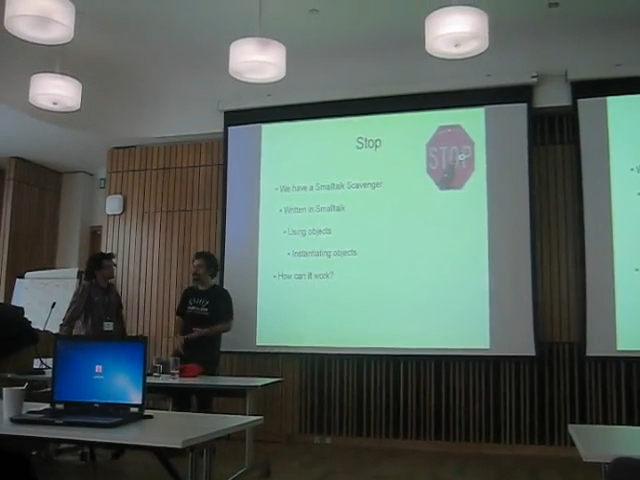 Stop
STOP
• We have a Smalltalk Scavenger
• Written in Smalltalk
• Using objects
• Instantiating objects
• How can it work?